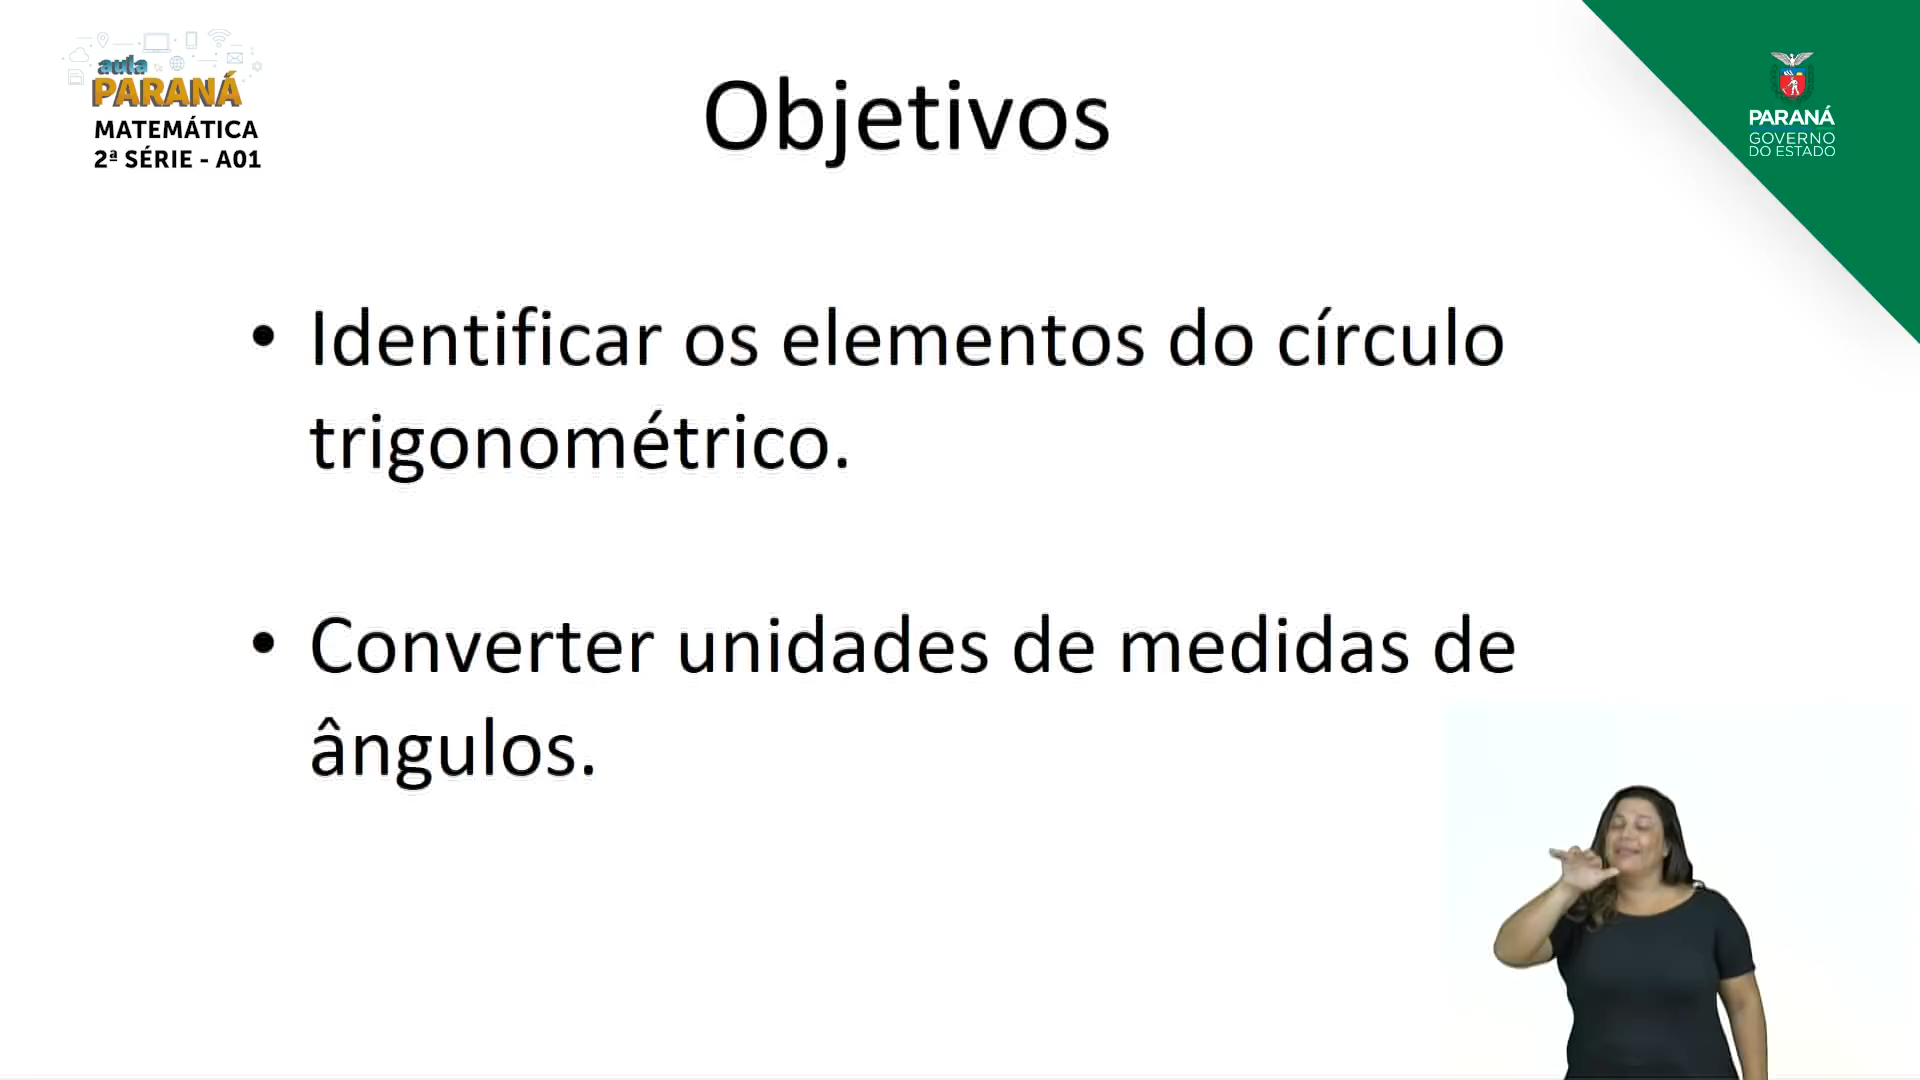 aula
PARANÁ
MATEMÁTICA
2ª SÉRIE - A01
Objetivos
PARANÁ
GOVERNO
DO ESTADO
• Identificar os elementos do círculo
trigonométrico.
• Converter unidades de medidas de
ângulos.